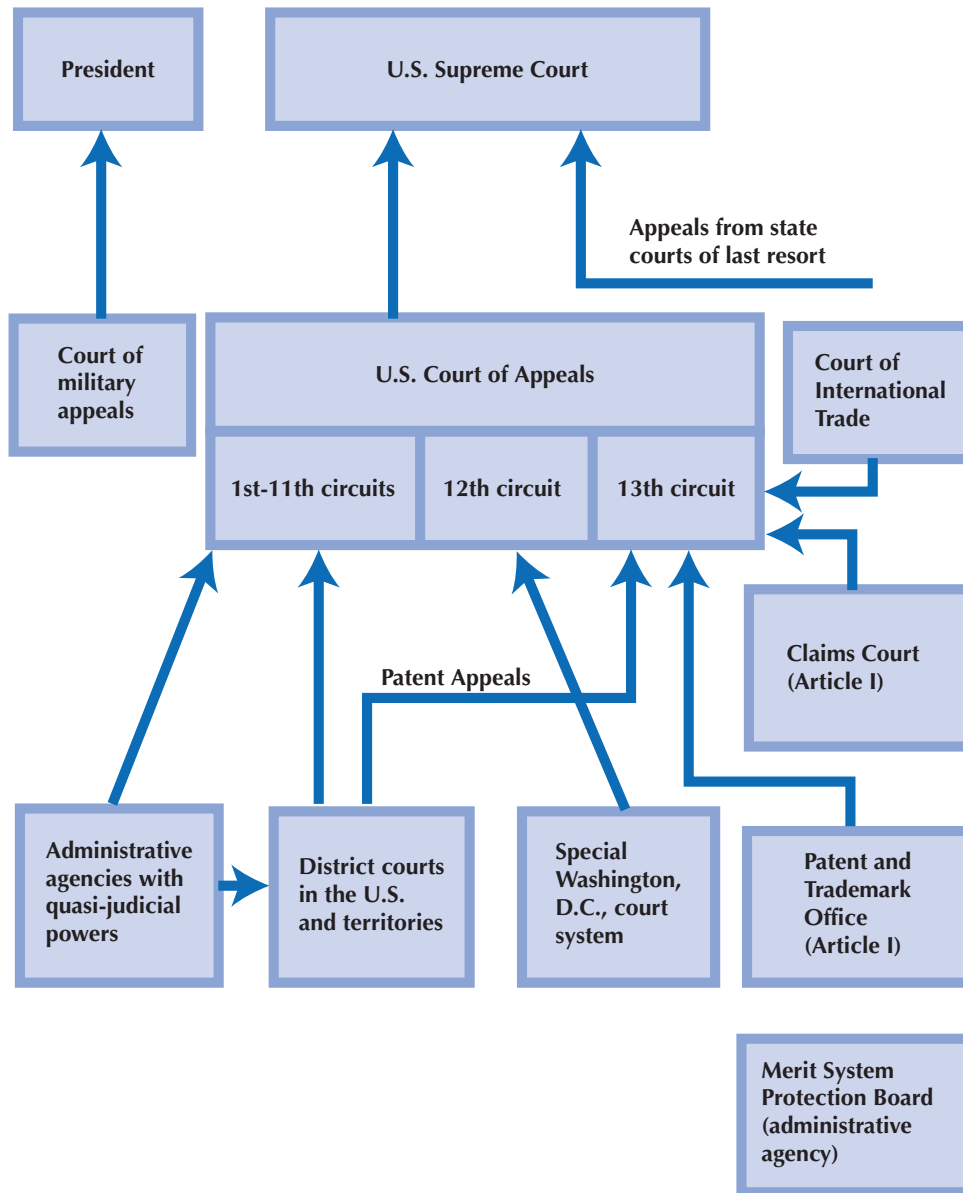 President
U.S. Supreme Court
Appeals from state
courts of last resort
Court of
military
appeals
U.S. Court of Appeals
Court of
International
Trade
1st-11th circuits
12th circuit
13th circuit
Claims Court
(Article I)
Patent Appeals
Administrative
agencies with
quasi-judicial
powers
District courts
in the U.S.
and territories
Special
Washington,
D.C., court
system
Patent and
Trademark
Office
(Article I)
Merit System
Protection Board
(administrative
agency)